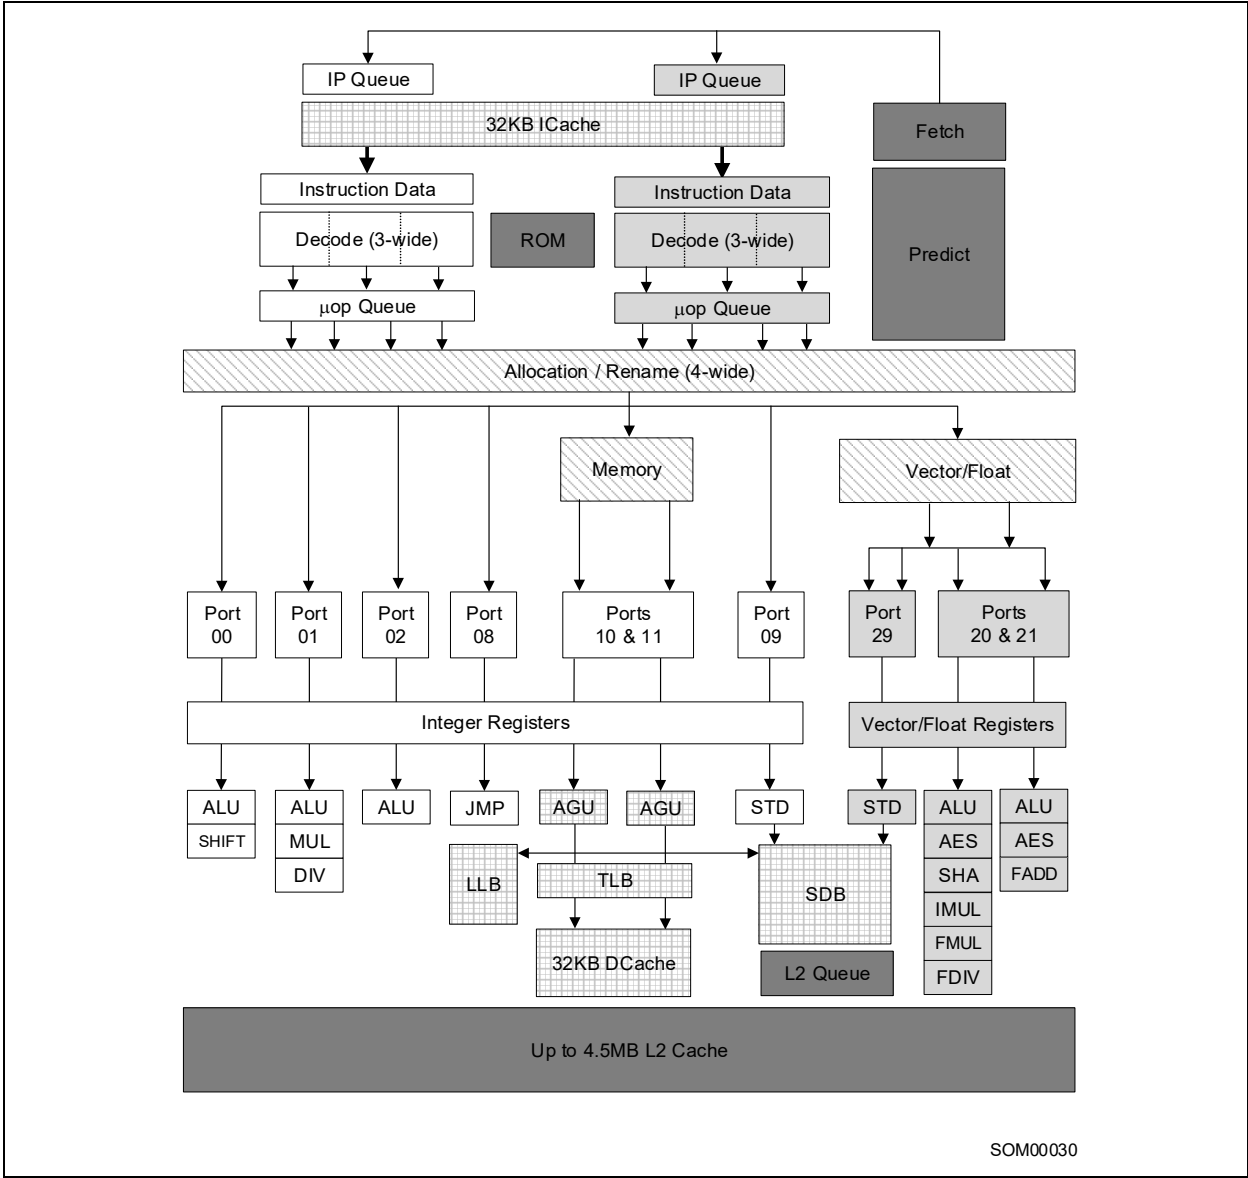 IP Queue
IP Queue
32KB ICache
Fetch
Instruction Data
Instruction Data
Decode (3-wide)
ROM
Decode (3-wide)
Predict
μop Queue
μop Queue
Allocation / Rename (4-wide)
Memory
Vector/Float
Port
00
Port
01
Port
02
Port
08
Ports
10 & 11
Port
09
Port
29
Ports
20 & 21
Integer Registers
Vector/Float Registers
ALU
SHIFT
ALU
MUL
DIV
ALU
JMP
AGU
AGU
STD
STD
ALU
AES
SHA
IMUL
FMUL
FDIV
ALU
AES
FADD
LLB
TLB
SDB
32KB DCache
L2 Queue
Up to 4.5MB L2 Cache
SOM00030